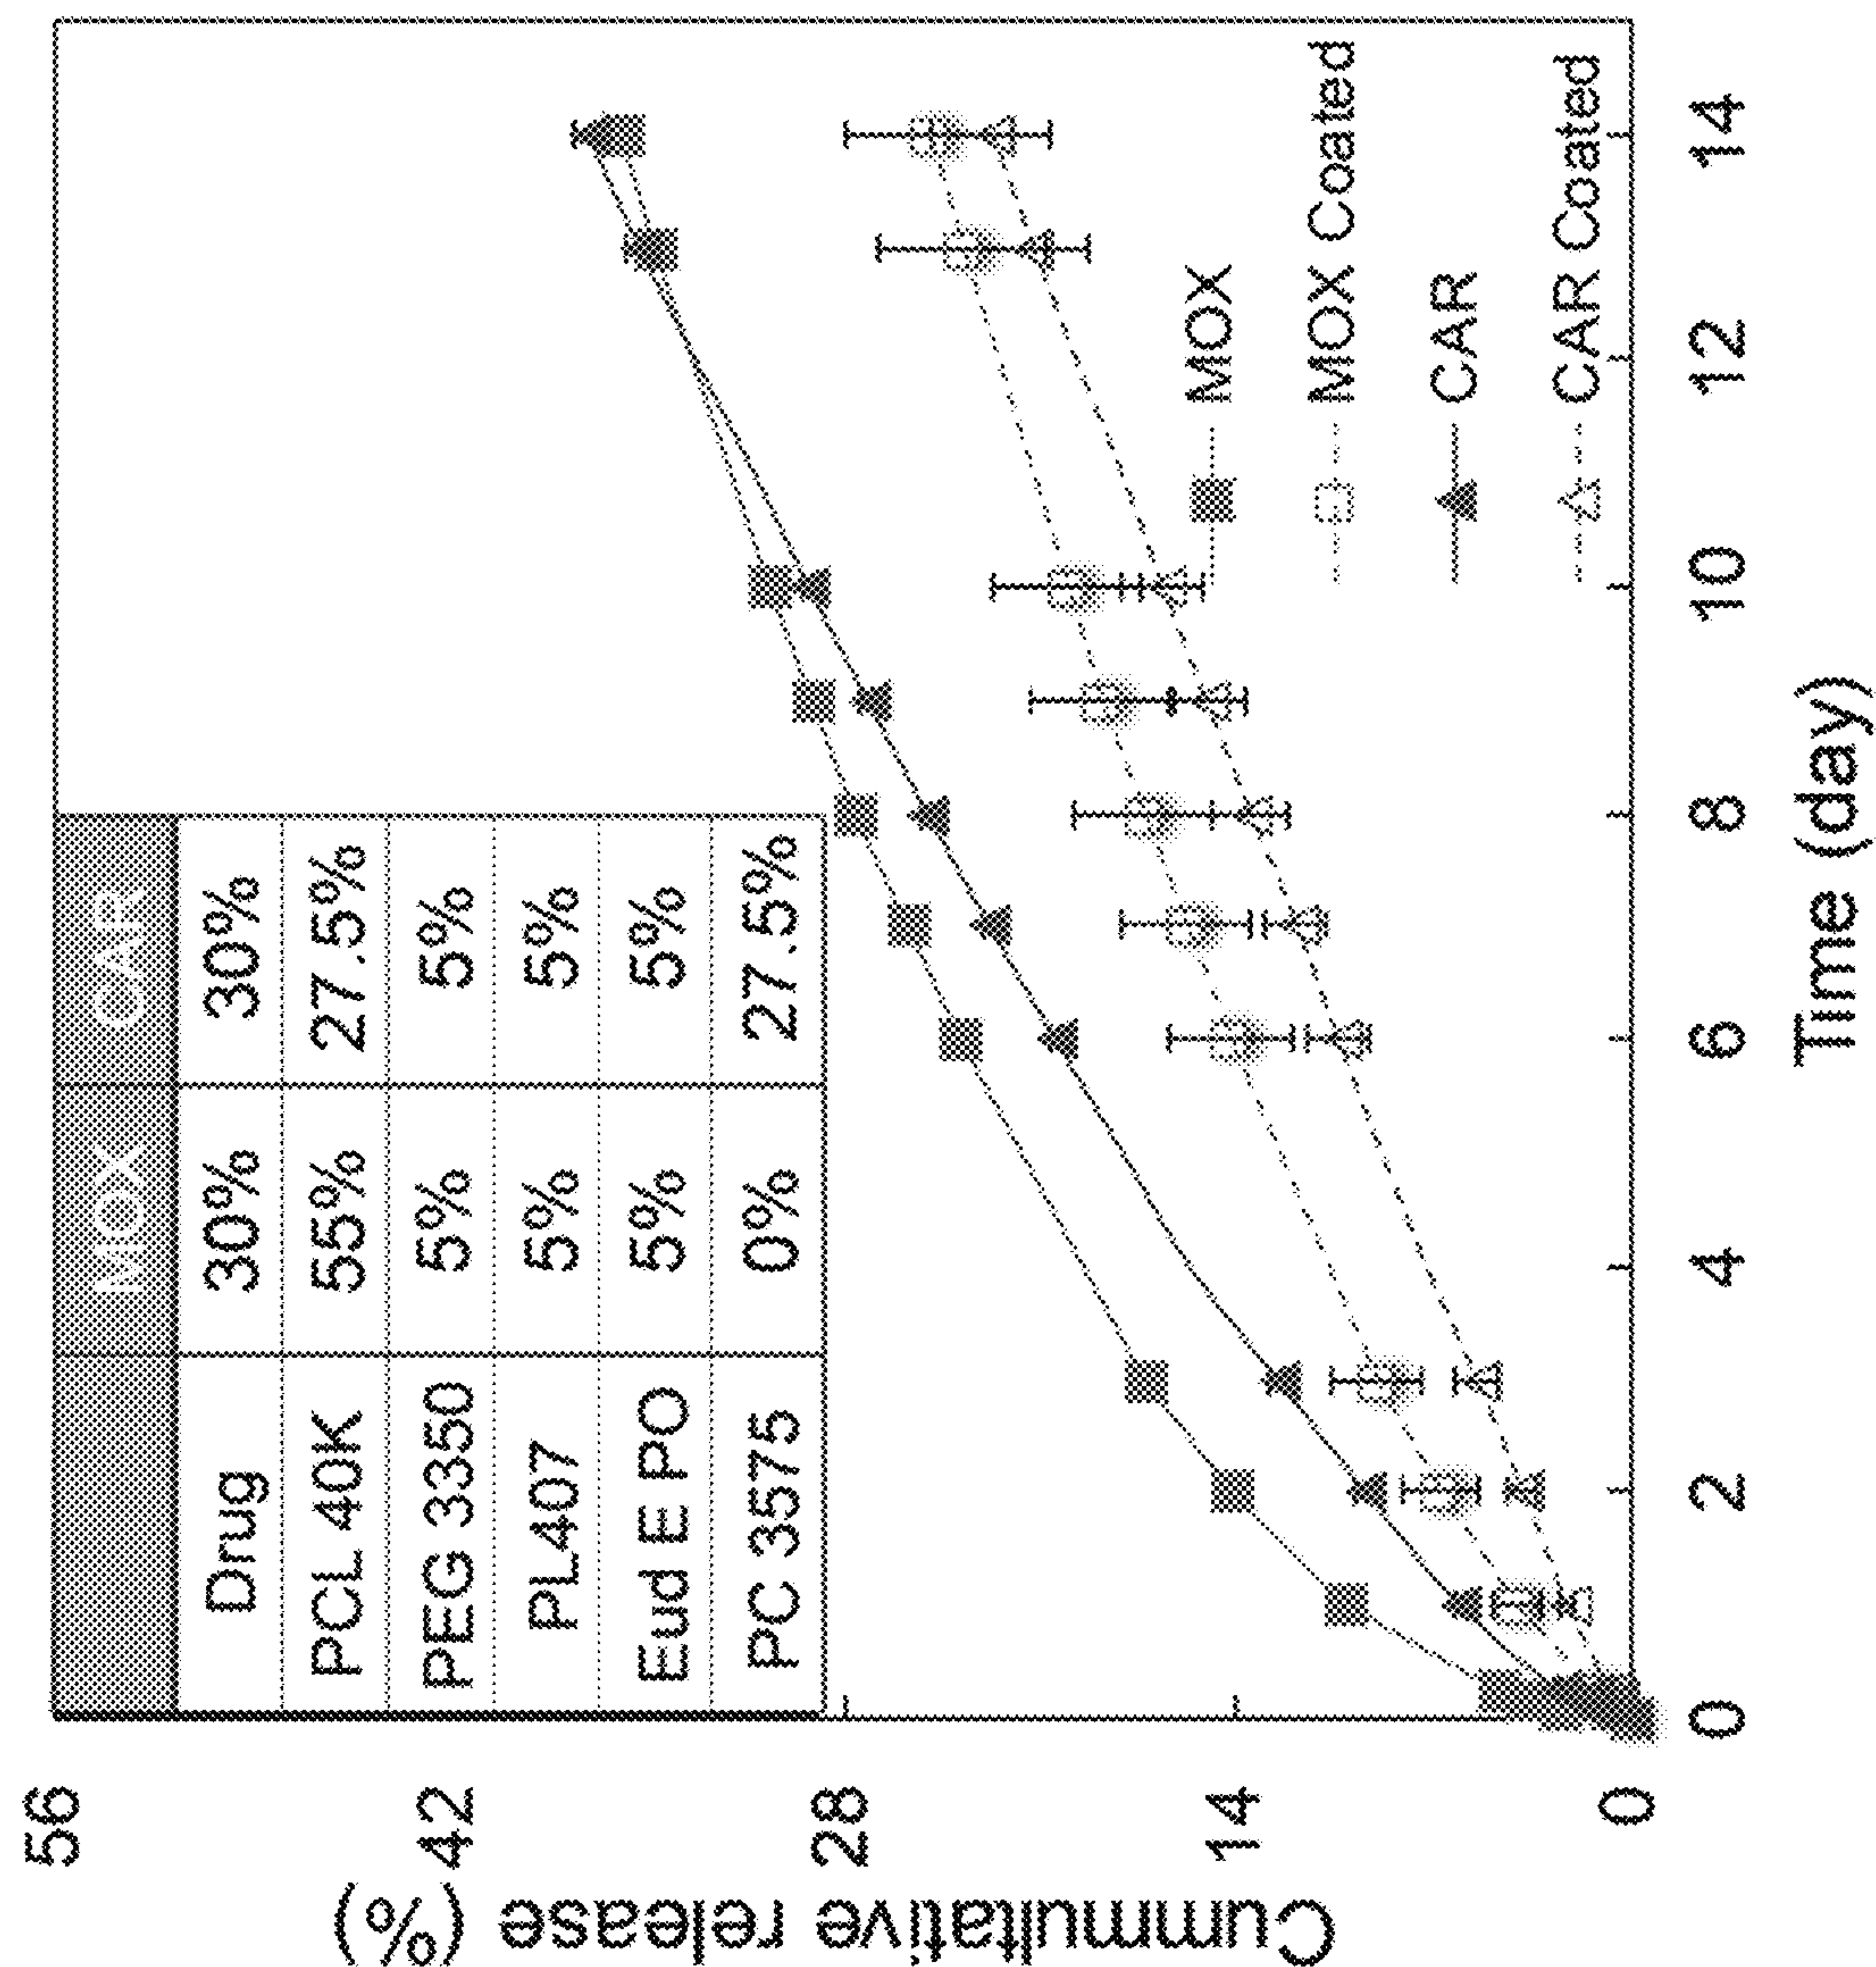 Cummultative release (%)
56
42
28
14
0
MOX CAR
Drug 30% 30%
PCL 40K 55% 27.5%
PEG 3350 5% 5%
PL407 5% 5%
Eud E PO 5% 5%
PC 3575 0% 27.5%
MOX
MOX Coated
CAR
CAR Coated
0 2 4 6 8 10 12 14
Time (day)